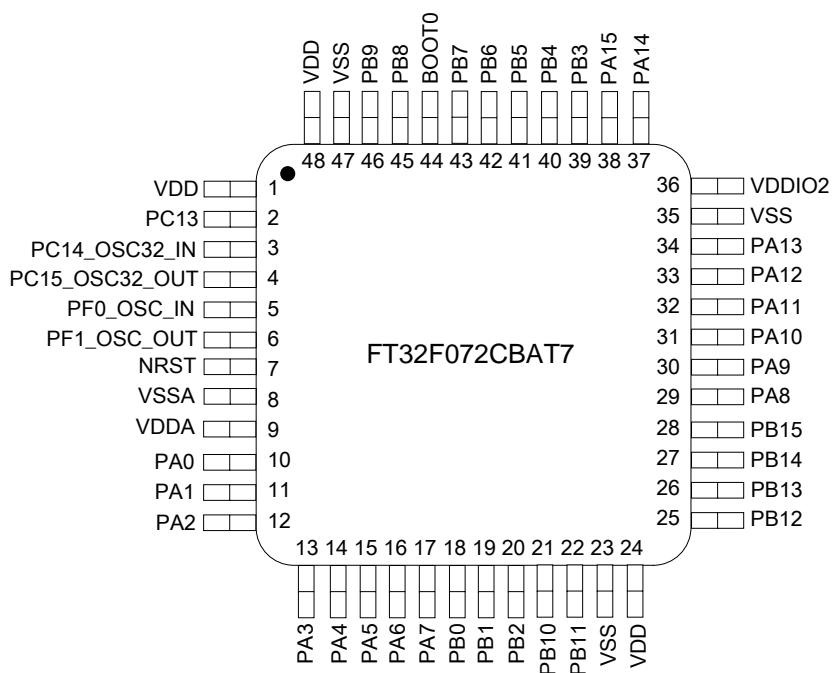 VDD VSS PB9 PB8 BOOT0 PB7 PB6 PB5 PB4 PB3 PA15 PA14
48 47 46 45 44 43 42 41 40 39 38 37
VDD 1
PC13 2
PC14_OSC32_IN 3
PC15_OSC32_OUT 4
PF0_OSC_IN 5
PF1_OSC_OUT 6
NRST 7
VSSA 8
VDDA 9
PA0 10
PA1 11
PA2 12
FT32F072CBAT7
36 VDDIO2
35 VSS
34 PA13
33 PA12
32 PA11
31 PA10
30 PA9
29 PA8
28 PB15
27 PB14
26 PB13
25 PB12
13 14 15 16 17 18 19 20 21 22 23 24
PA3 PA4 PA5 PA6 PA7 PB0 PB1 PB2 PB10 PB11 VSS VDD